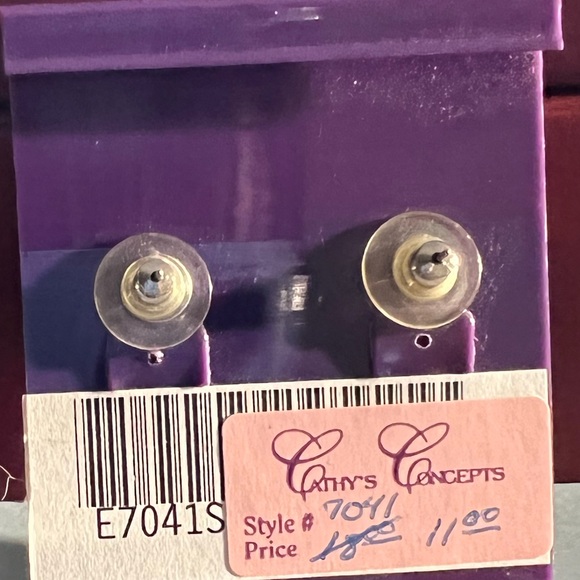 E7041S
CATHY'S CONCEPTS
Style # 7041
Price 18.00 11.00